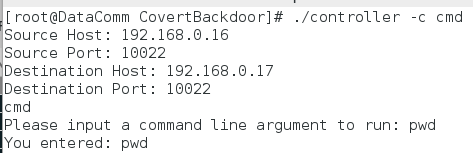 [root@DataComm CovertBackdoor]# ./controller -c cmd
Source Host: 192.168.0.16
Source Port: 10022
Destination Host: 192.168.0.17
Destination Port: 10022
cmd
Please input a command line argument to run: pwd
You entered: pwd